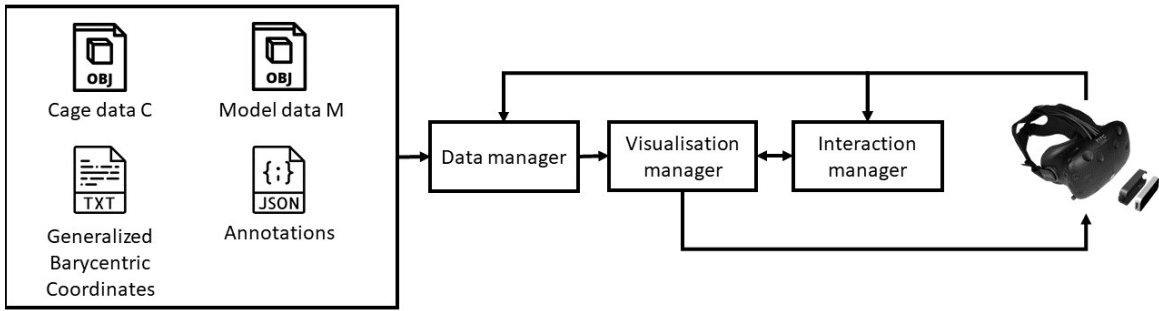 OBJ
OBJ
Cage data C
Model data M
TXT
{;}
JSON
Generalized
Barycentric
Coordinates
Annotations
Data manager
Visualisation
manager
Interaction
manager